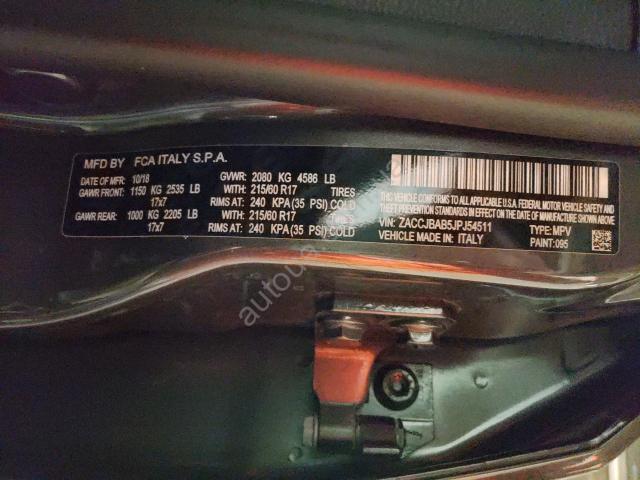 MFD BY FCA ITALY S.P.A.
DATE OF MFR: 10/18 GVWR: 2080 KG 4586 LB
GAWR FRONT: 1150 KG 2535 LB WITH 215/60 R17 TIRES
17x7 RIMS AT 240 KPA (35 PSI) COLD
GAWR REAR: 1000 KG 2205 LB WITH 215/60 R17 TIRES
17x7 RIMS AT 240 KPA (35 PSI) COLD
THIS VEHICLE CONFORMS TO ALL APPLICABLE U.S.A. FEDERAL MOTOR VEHICLE SAFETY
BUMPER AND THEFT PREVENTION STANDARDS IN EFFECT ON THE DATE OF MANUFACTURE SHOWN ABOVE
VIN: ZACCJBAB5JPJ54511 TYPE: MPV
VEHICLE MADE IN: ITALY PAINT: 095